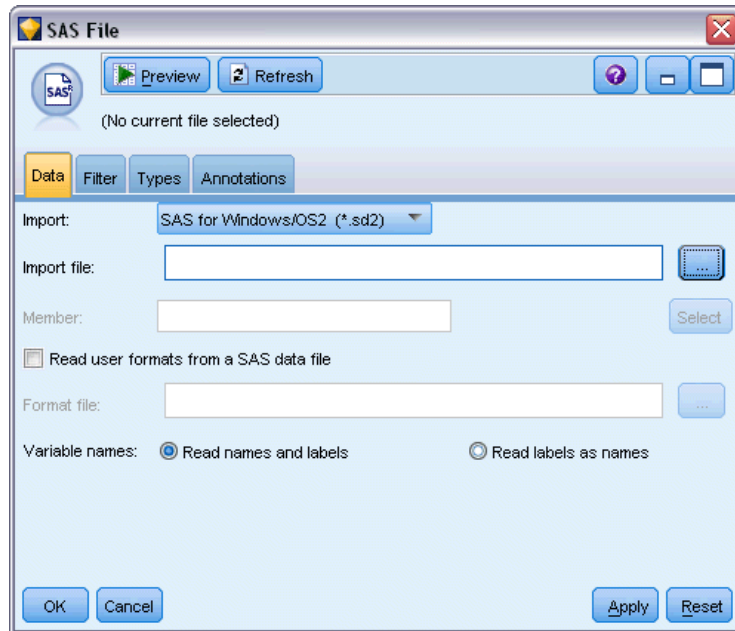 SAS File
Preview Refresh ?
SAS
(No current file selected)
Data Filter Types Annotations
Import: SAS for Windows/OS2 (*.sd2)
Import file: ...
Member: Select
Read user formats from a SAS data file
Format file: ...
Variable names: Read names and labels Read labels as names
OK Cancel Apply Reset